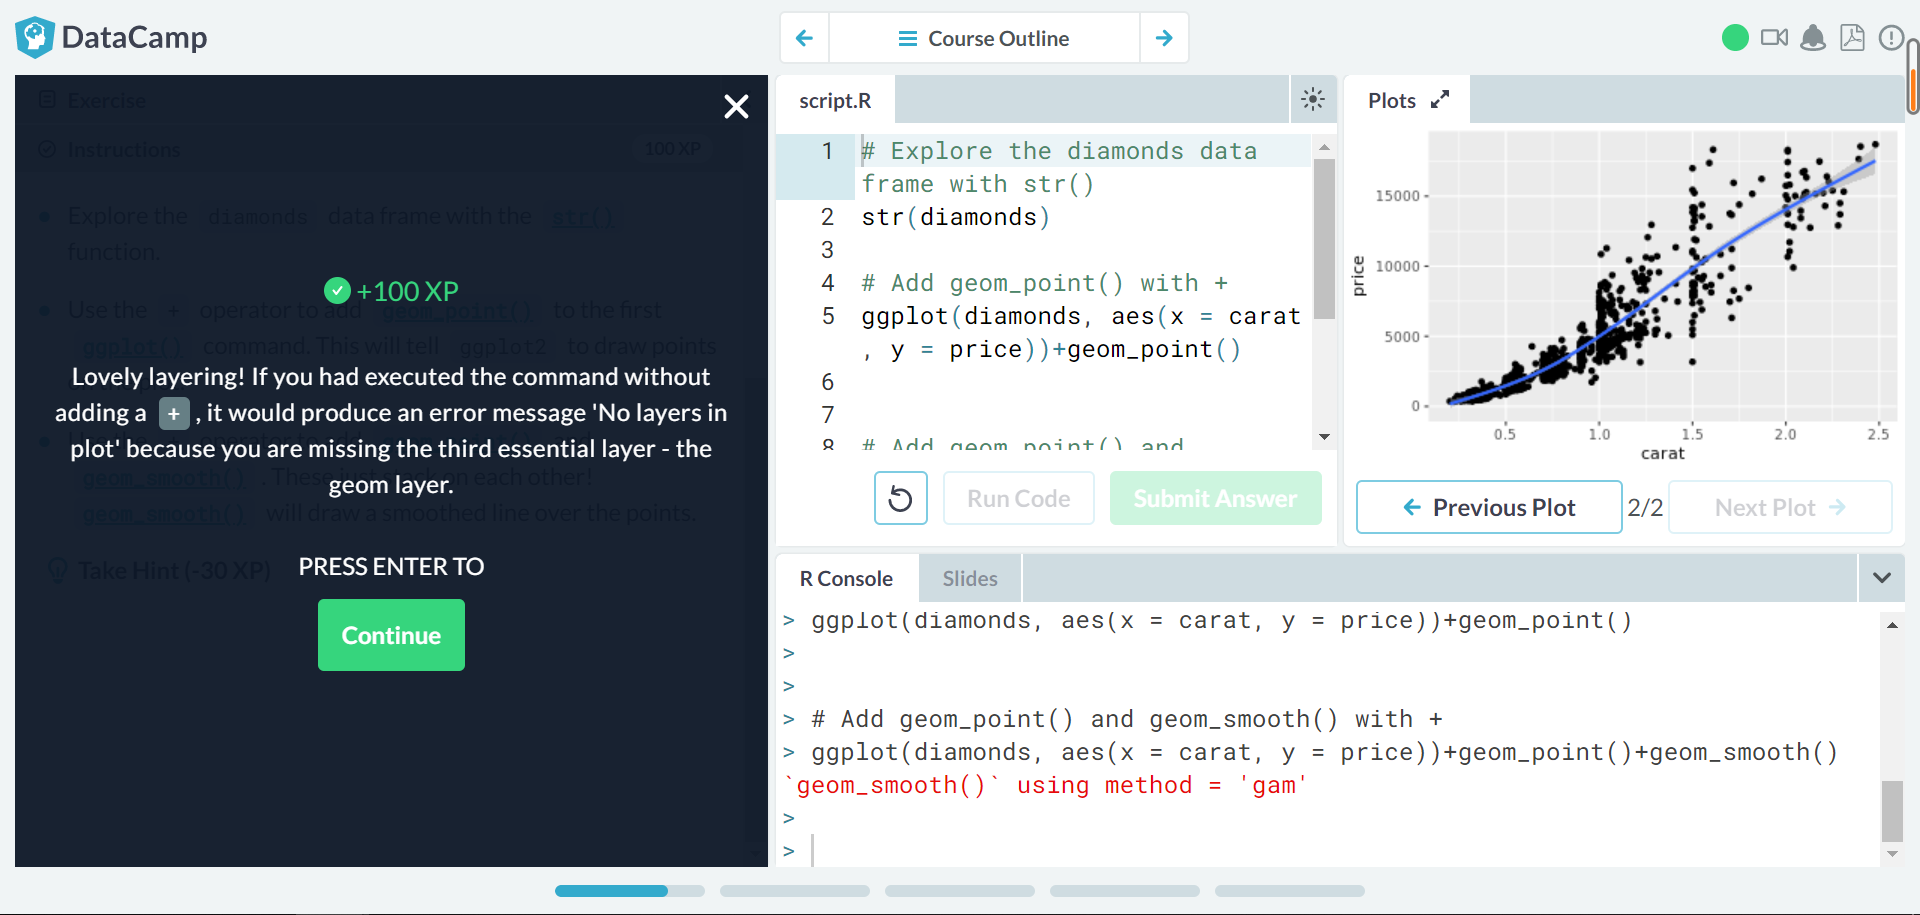 DataCamp
Course Outline
Exercise
Instructions
100 XP
Explore the diamonds data frame with the str()
function.
+100 XP
Use the + operator to add geom_point() to the first
ggplot() command. This will tell ggplot2 to draw points
Lovely layering! If you had executed the command without
adding a + , it would produce an error message 'No layers in
plot' because you are missing the third essential layer - the
geom layer.
geom_smooth() . These just stack on each other!
geom_smooth() will draw a smoothed line over the points.
Take Hint (-30 XP)
PRESS ENTER TO
Continue
script.R
1 # Explore the diamonds data
frame with str()
2 str(diamonds)
3
4 # Add geom_point() with +
5 ggplot(diamonds, aes(x = carat
, y = price))+geom_point()
6
7
8 # Add geom_point() and
Run Code
Submit Answer
Plots
price
15000
10000
5000
0
0.5 1.0 1.5 2.0 2.5
carat
Previous Plot
2/2
Next Plot
R Console
Slides
> ggplot(diamonds, aes(x = carat, y = price))+geom_point()
>
>
> # Add geom_point() and geom_smooth() with +
> ggplot(diamonds, aes(x = carat, y = price))+geom_point()+geom_smooth()
`geom_smooth()` using method = 'gam'
>
>